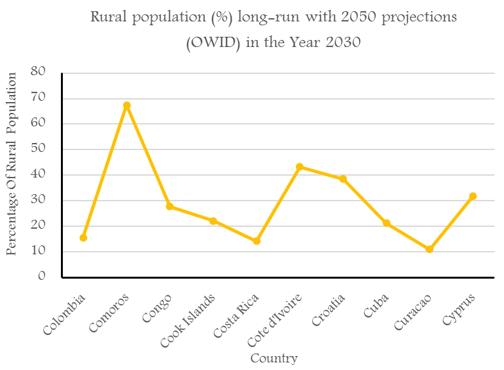 Rural population (%) long-run with 2050 projections
(OWID) in the Year 2030
Percentage Of Rural Population
80
70
60
50
40
30
20
10
0
Colombia
Comoros
Congo
Cook Islands
Costa Rica
Cote d'Ivoire
Croatia
Cuba
Curacao
Cyprus
Country